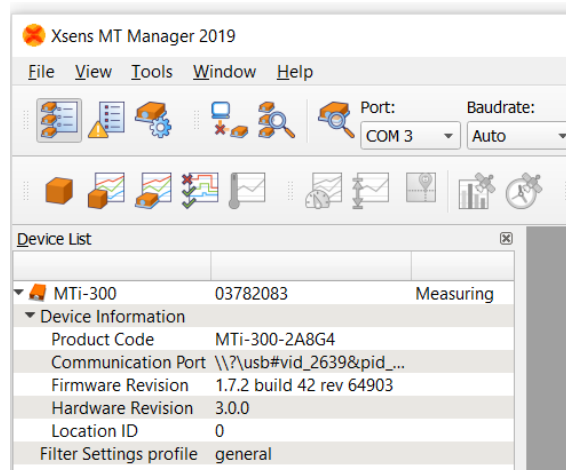 Xsens MT Manager 2019
File View Tools Window Help
Port: Baudrate:
COM 3 Auto
Device List
MTi-300 03782083 Measuring
Device Information
Product Code MTi-300-2A8G4
Communication Port \\?\usb#vid_2639&pid_...
Firmware Revision 1.7.2 build 42 rev 64903
Hardware Revision 3.0.0
Location ID 0
Filter Settings profile general